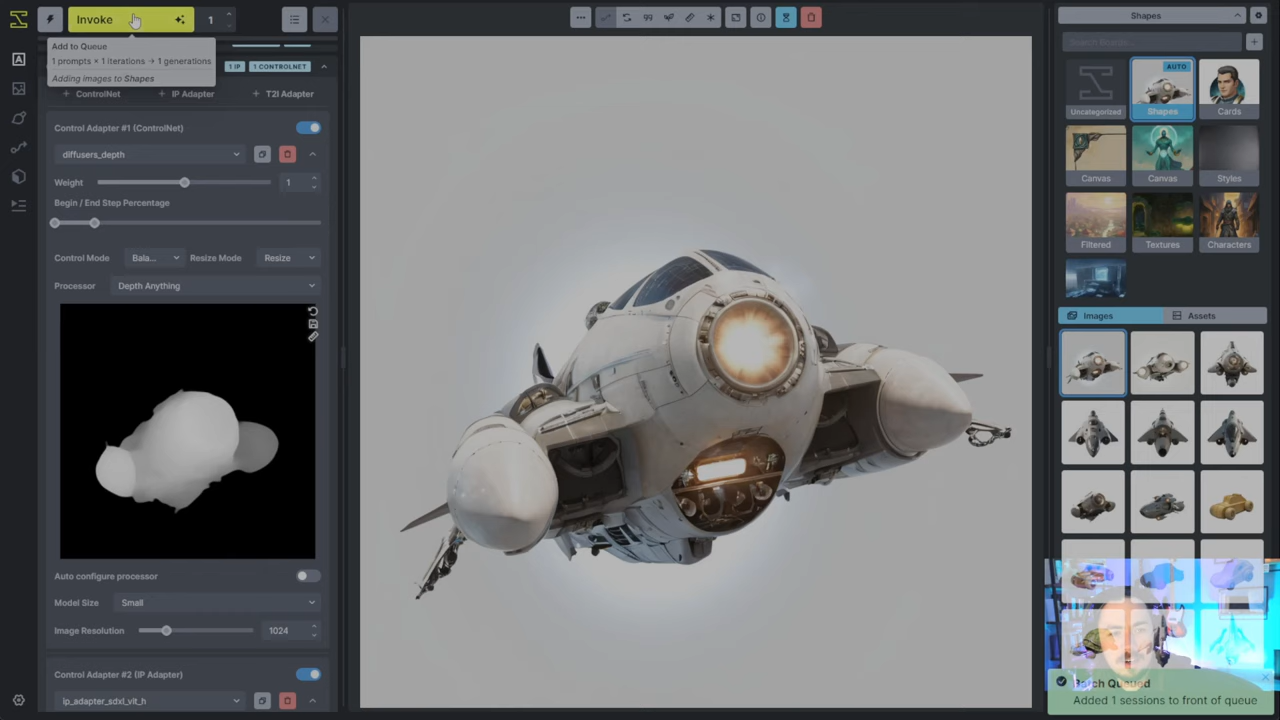 Invoke
1
Add to Queue
1 prompts × 1 iterations → 1 generations
Adding images to Shapes
1 IP
1 CONTROLNET
+ ControlNet
+ IP Adapter
+ T2I Adapter
Control Adapter #1 (ControlNet)
diffusers_depth
Weight
1
Begin / End Step Percentage
Control Mode
Bala...
Resize Mode
Resize
Processor
Depth Anything
Auto configure processor
Model Size
Small
Image Resolution
1024
Control Adapter #2 (IP Adapter)
ip_adapter_sdxl_vit_h
Shapes
AUTO
Uncategorized
Shapes
Cards
Canvas
Canvas
Styles
Filtered
Textures
Characters
Images
Assets
Batch Queued
Added 1 sessions to front of queue